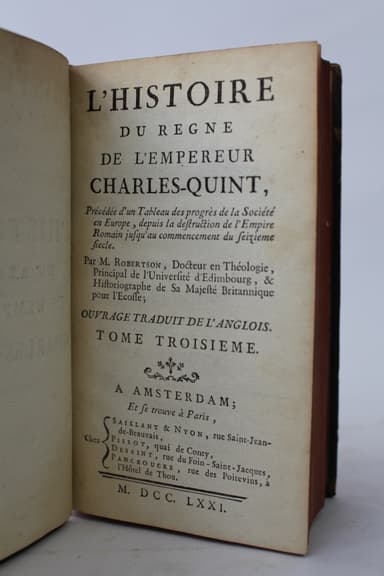 L'HISTOIRE
DU REGNE
DE L'EMPEREUR
CHARLES-QUINT,
Précédée d'un Tableau des progrès de la Société
en Europe, depuis la destruction de l'Empire
Romain jusqu'au commencement du seizieme
siecle.
Par M. ROBERTSON, Docteur en Théologie,
Principal de l'Université d'Edimbourg, &
Historiographe de Sa Majesté Britannique
pour l'Ecosse;
OUVRAGE TRADUIT DE L'ANGLOIS.
TOME TROISIEME.
A AMSTERDAM;
Et se trouve à Paris,
Chez
SAILLANT & NYON, rue Saint-Jean-
de-Beauvais,
PISSOT, quai de Conty,
DESSINT, rue du Foin-Saint-Jacques,
PANCKOUCKE, rue des Poitevins, à
l'Hôtel de Thou.
M. DCC. LXXI.